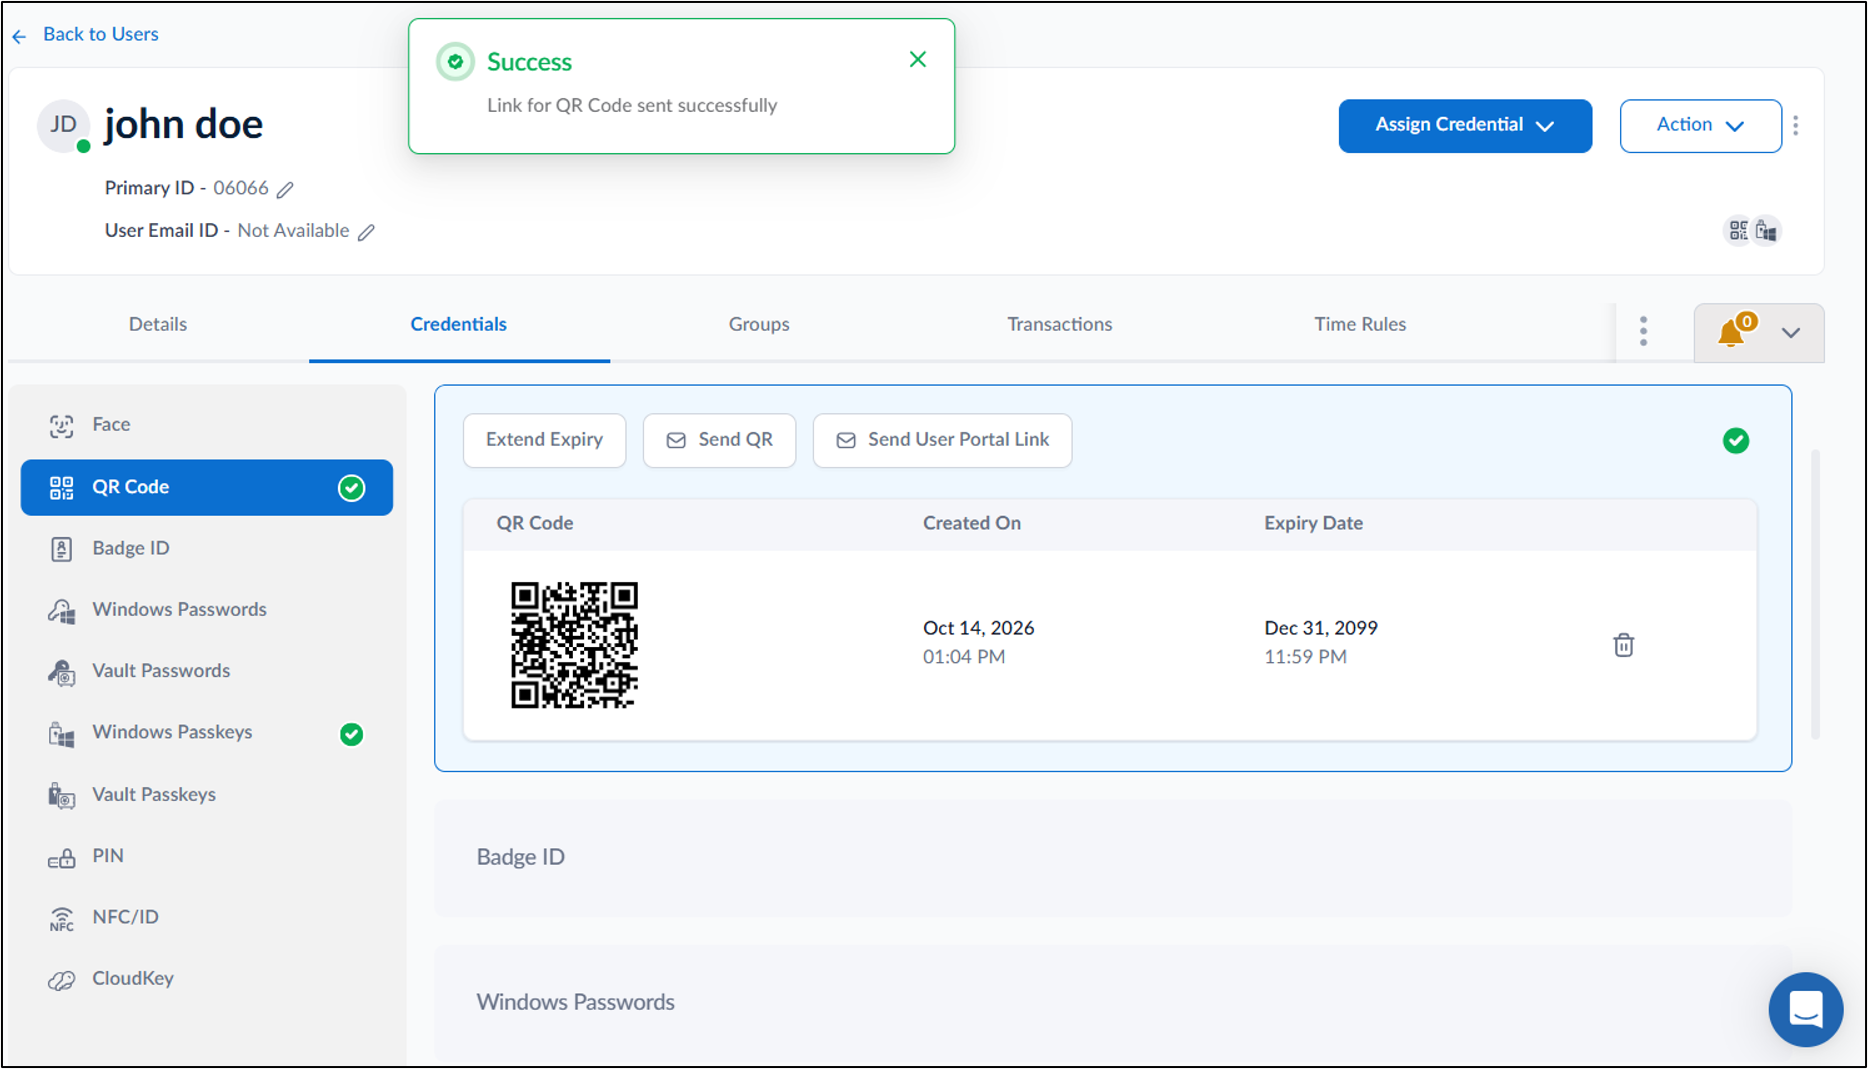 Back to Users
Success
Link for QR Code sent successfully
JD
john doe
Assign Credential
Action
Primary ID - 06066
User Email ID - Not Available
Details
Credentials
Groups
Transactions
Time Rules
0
Face
QR Code
Badge ID
Windows Passwords
Vault Passwords
Windows Passkeys
Vault Passkeys
PIN
NFC
NFC/ID
CloudKey
Extend Expiry
Send QR
Send User Portal Link
QR Code
Created On
Expiry Date
Oct 14, 2026
01:04 PM
Dec 31, 2099
11:59 PM
Badge ID
Windows Passwords